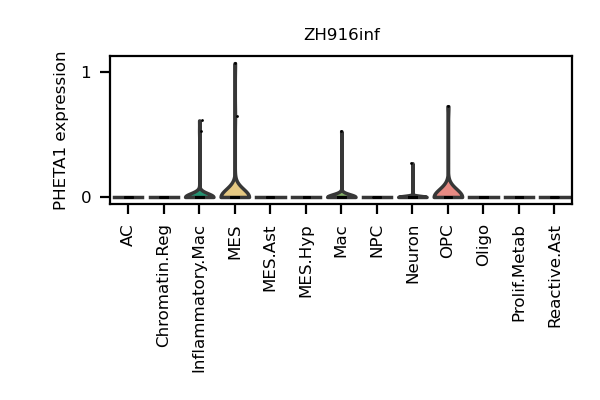 ZH916inf
PHETA1 expression
1
0
AC
Chromatin.Reg
Inflammatory.Mac
MES
MES.Ast
MES.Hyp
Mac
NPC
Neuron
OPC
Oligo
Prolif.Metab
Reactive.Ast